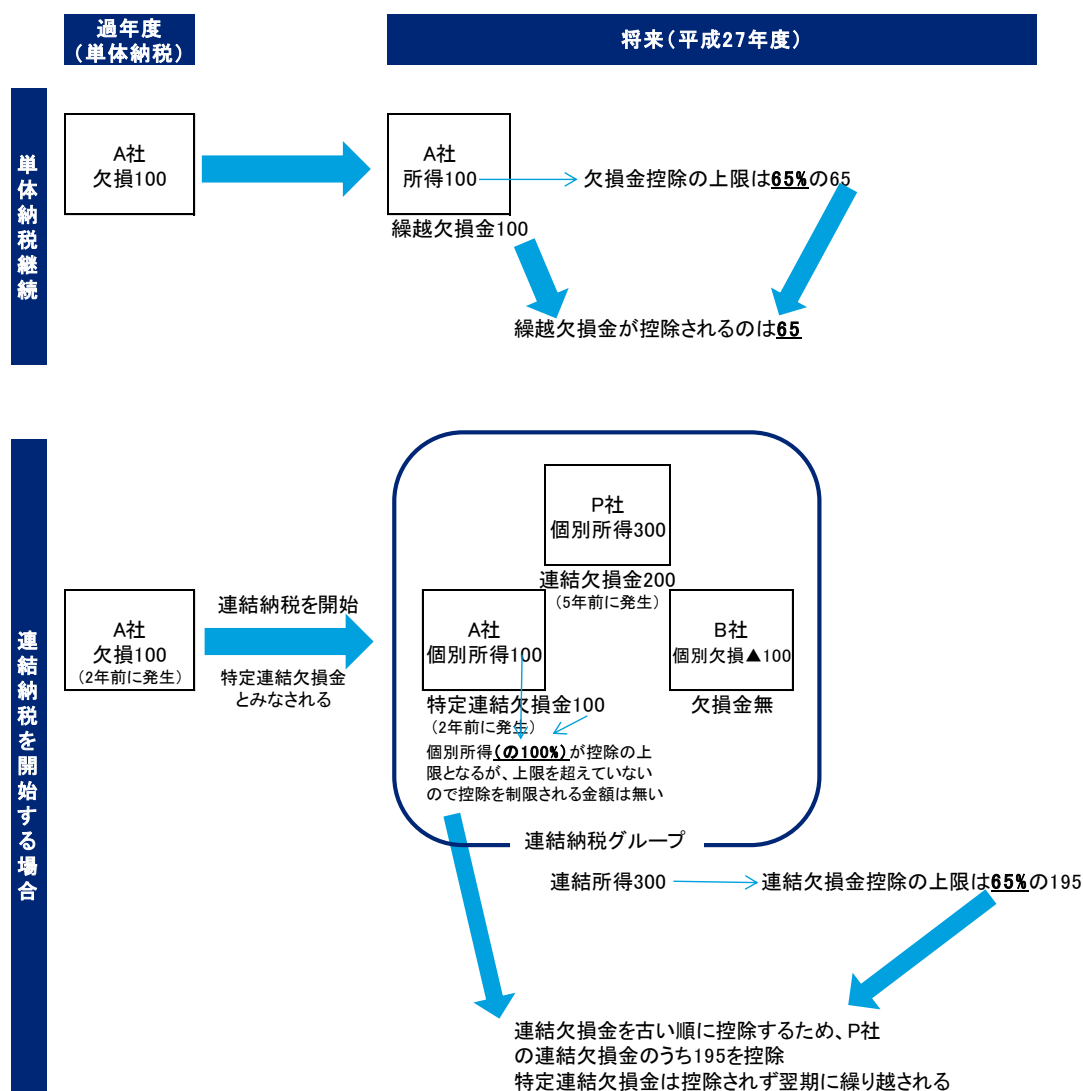 過年度
（単体納税）
将来（平成27年度）
単体納税継続
A社
欠損100
A社
所得100
欠損金控除の上限は65%の65
繰越欠損金100
繰越欠損金が控除されるのは65
連結納税を開始する場合
A社
欠損100
（2年前に発生）
連結納税を開始
特定連結欠損金
とみなされる
P社
個別所得300
連結欠損金200
（5年前に発生）
A社
個別所得100
特定連結欠損金100
（2年前に発生）
B社
個別欠損▲100
欠損金無
個別所得（の100%）が控除の上
限となるが、上限を超えていない
ので控除を制限される金額は無い
連結納税グループ
連結所得300
連結欠損金控除の上限は65%の195
連結欠損金を古い順に控除するため、P社
の連結欠損金のうち195を控除
特定連結欠損金は控除されず翌期に繰り越される